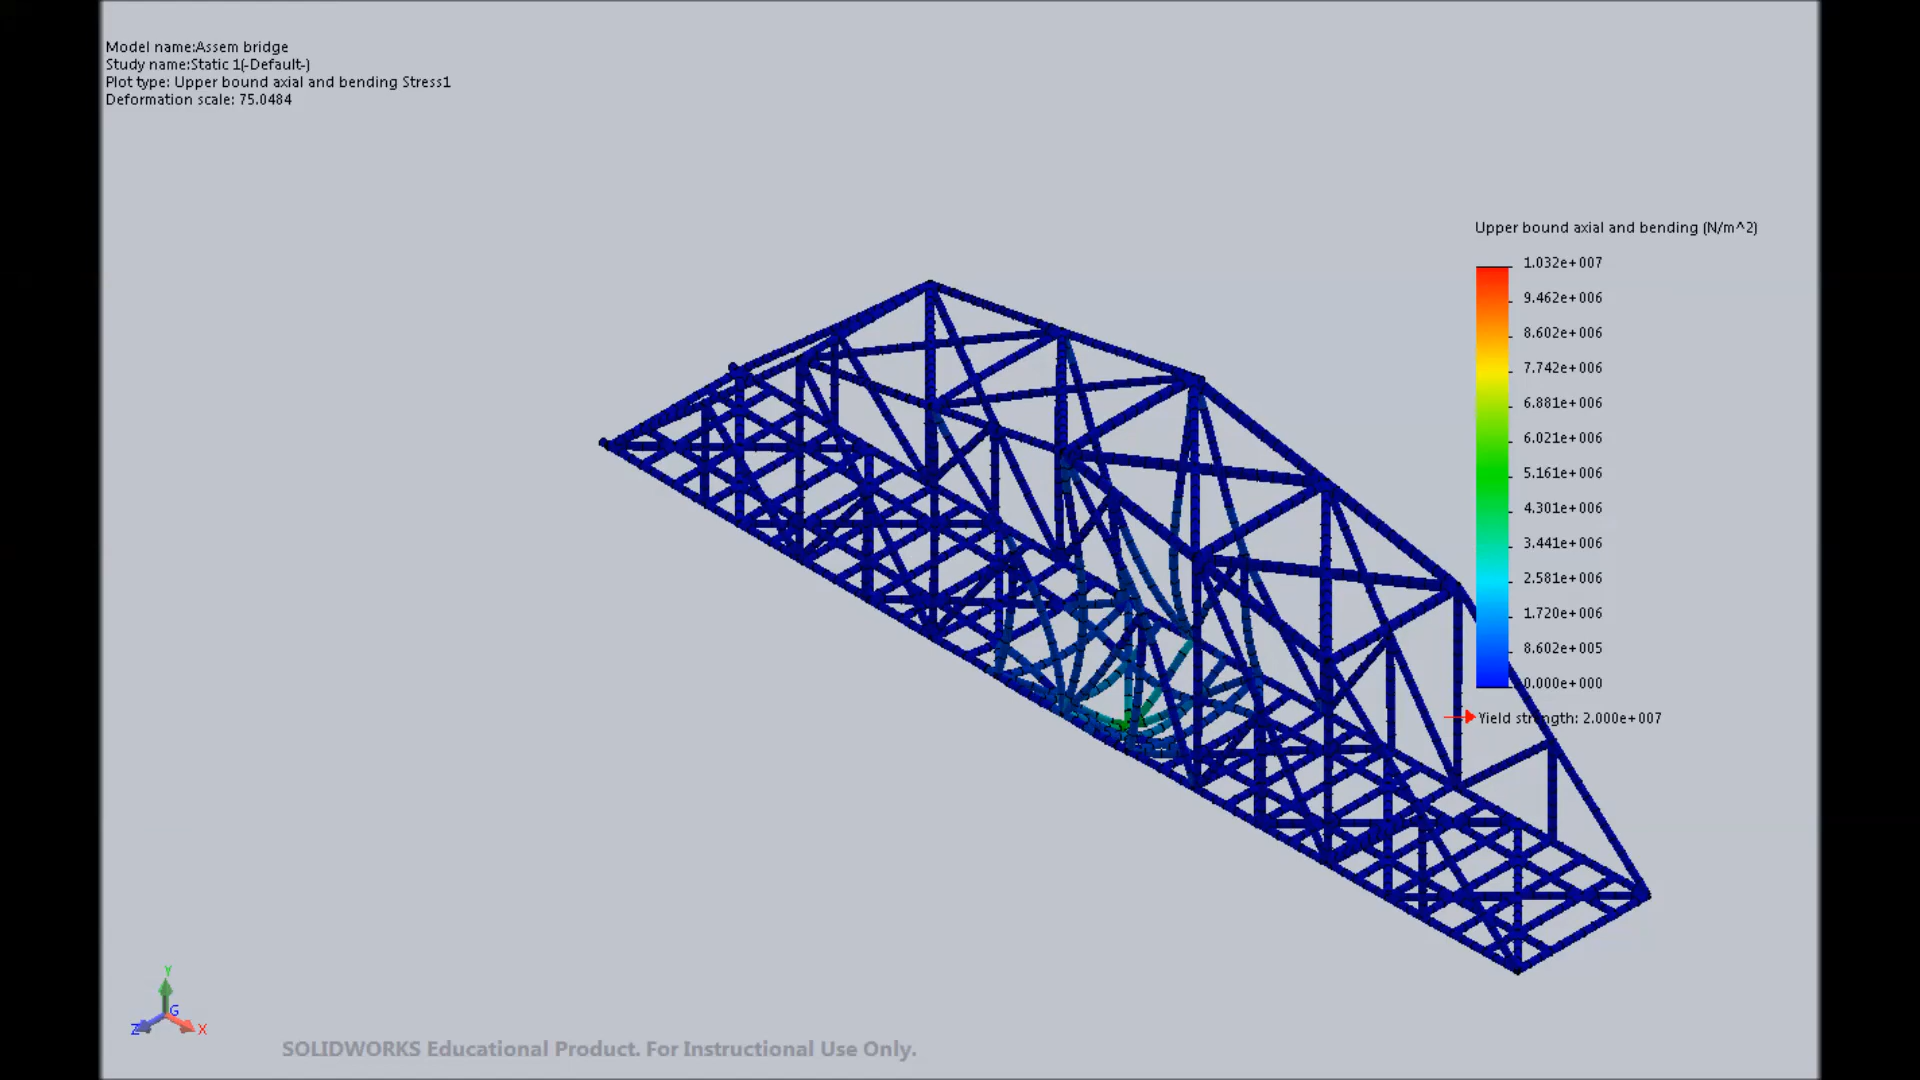 Model name:Assem bridge
Study name:Static 1(-Default-)
Plot type: Upper bound axial and bending Stress1
Deformation scale: 75.0484
Upper bound axial and bending (N/m^2)
1.032e+007
9.462e+006
8.602e+006
7.742e+006
6.881e+006
6.021e+006
5.161e+006
4.301e+006
3.441e+006
2.581e+006
1.720e+006
8.602e+005
0.000e+000
Yield strength: 2.000e+007
Y
G
Z
X
SOLIDWORKS Educational Product. For Instructional Use Only.